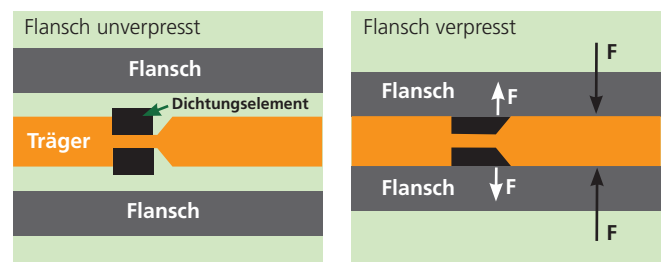 Flansch unverpresst
Flansch
Dichtungselement
Träger
Flansch
Flansch verpresst
F
Flansch
F
Flansch
F
F